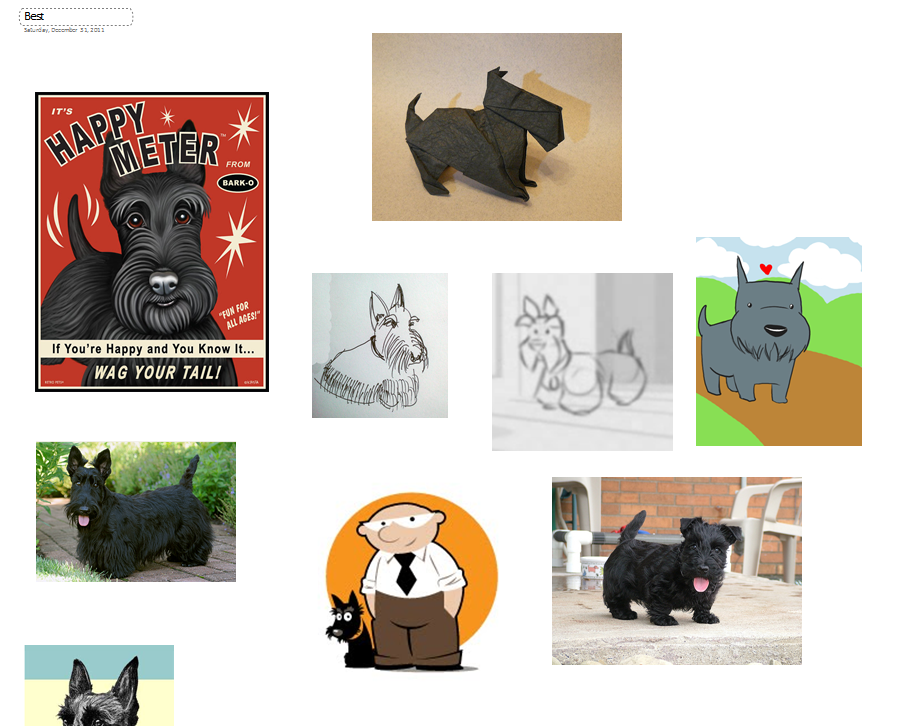 Best
Saturday, December 31, 2011
IT'S
HAPPY
METER™
FROM
BARK-O
"FUN FOR
ALL AGES!"
If You're Happy and You Know It...
WAG YOUR TAIL!